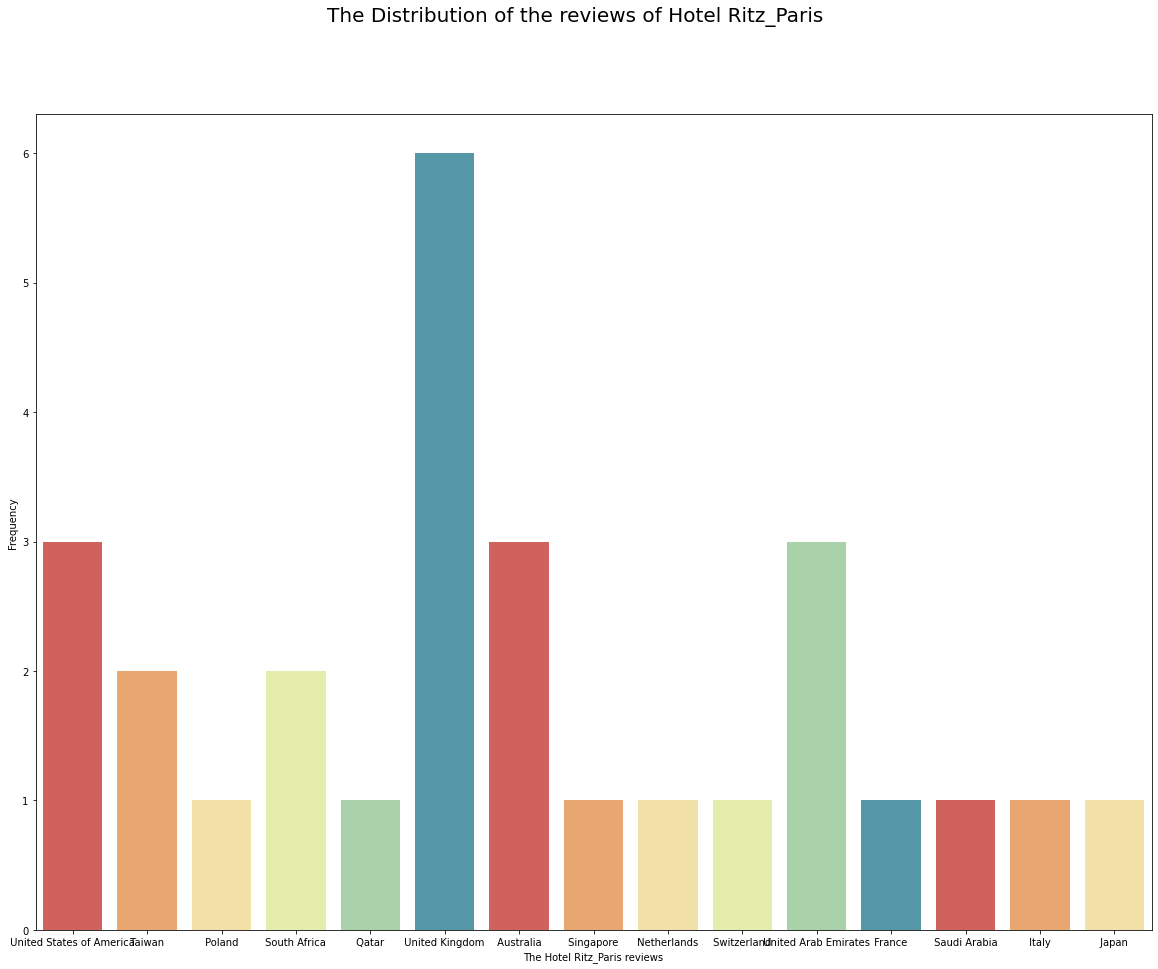 The Distribution of the reviews of Hotel Ritz_Paris
Frequency
6
5
4
3
2
1
0
United States of America Taiwan Poland South Africa Qatar United Kingdom Australia Singapore Netherlands Switzerland United Arab Emirates France Saudi Arabia Italy Japan
The Hotel Ritz_Paris reviews